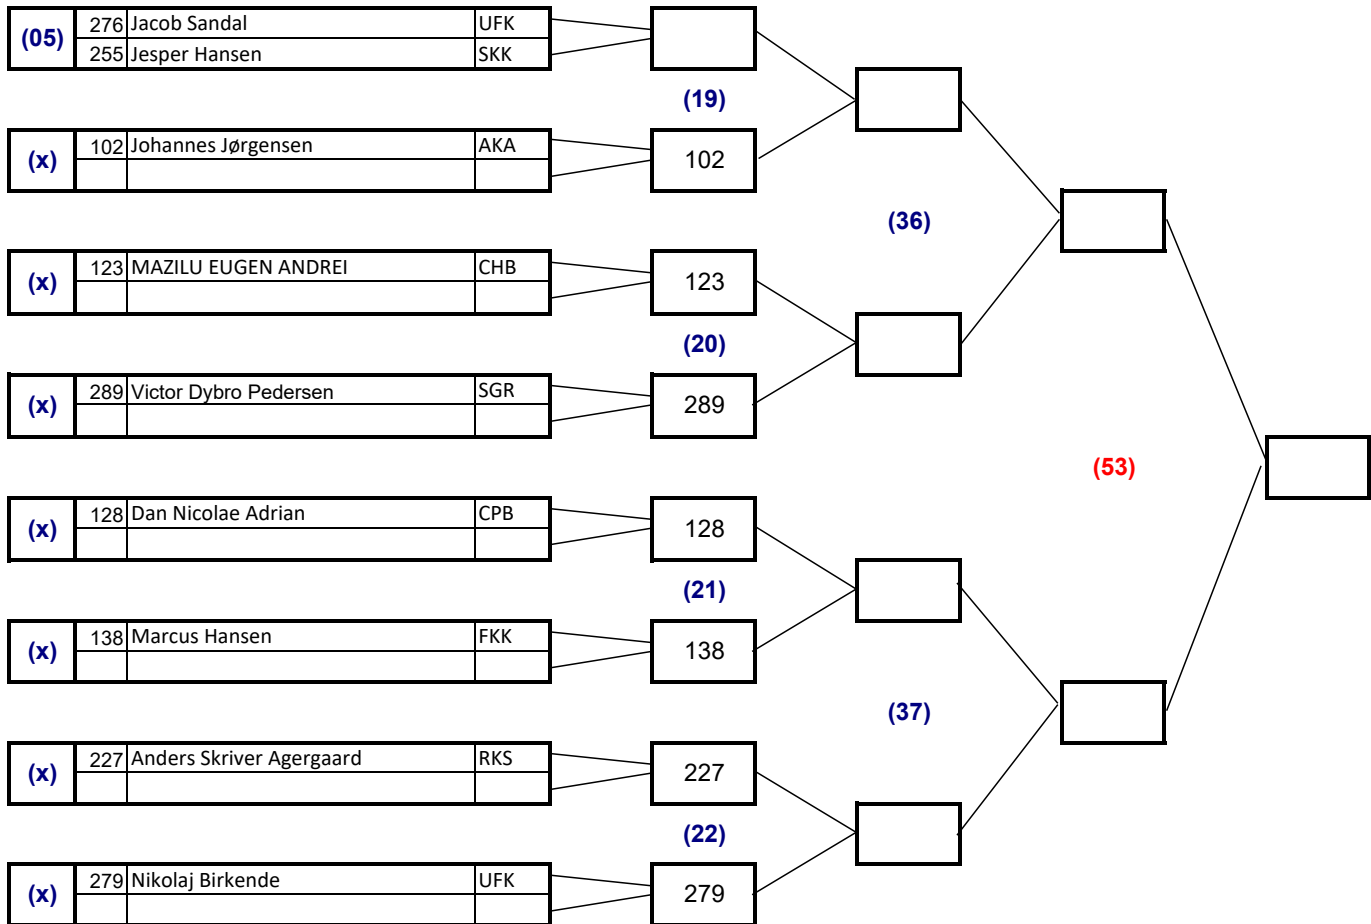 (05) 276 Jacob Sandal UFK
255 Jesper Hansen SKK
(19)
(x) 102 Johannes Jørgensen AKA 102
(36)
(x) 123 MAZILU EUGEN ANDREI CHB 123
(20)
(x) 289 Victor Dybro Pedersen SGR 289
(53)
(x) 128 Dan Nicolae Adrian CPB 128
(21)
(x) 138 Marcus Hansen FKK 138
(37)
(x) 227 Anders Skriver Agergaard RKS 227
(22)
(x) 279 Nikolaj Birkende UFK 279